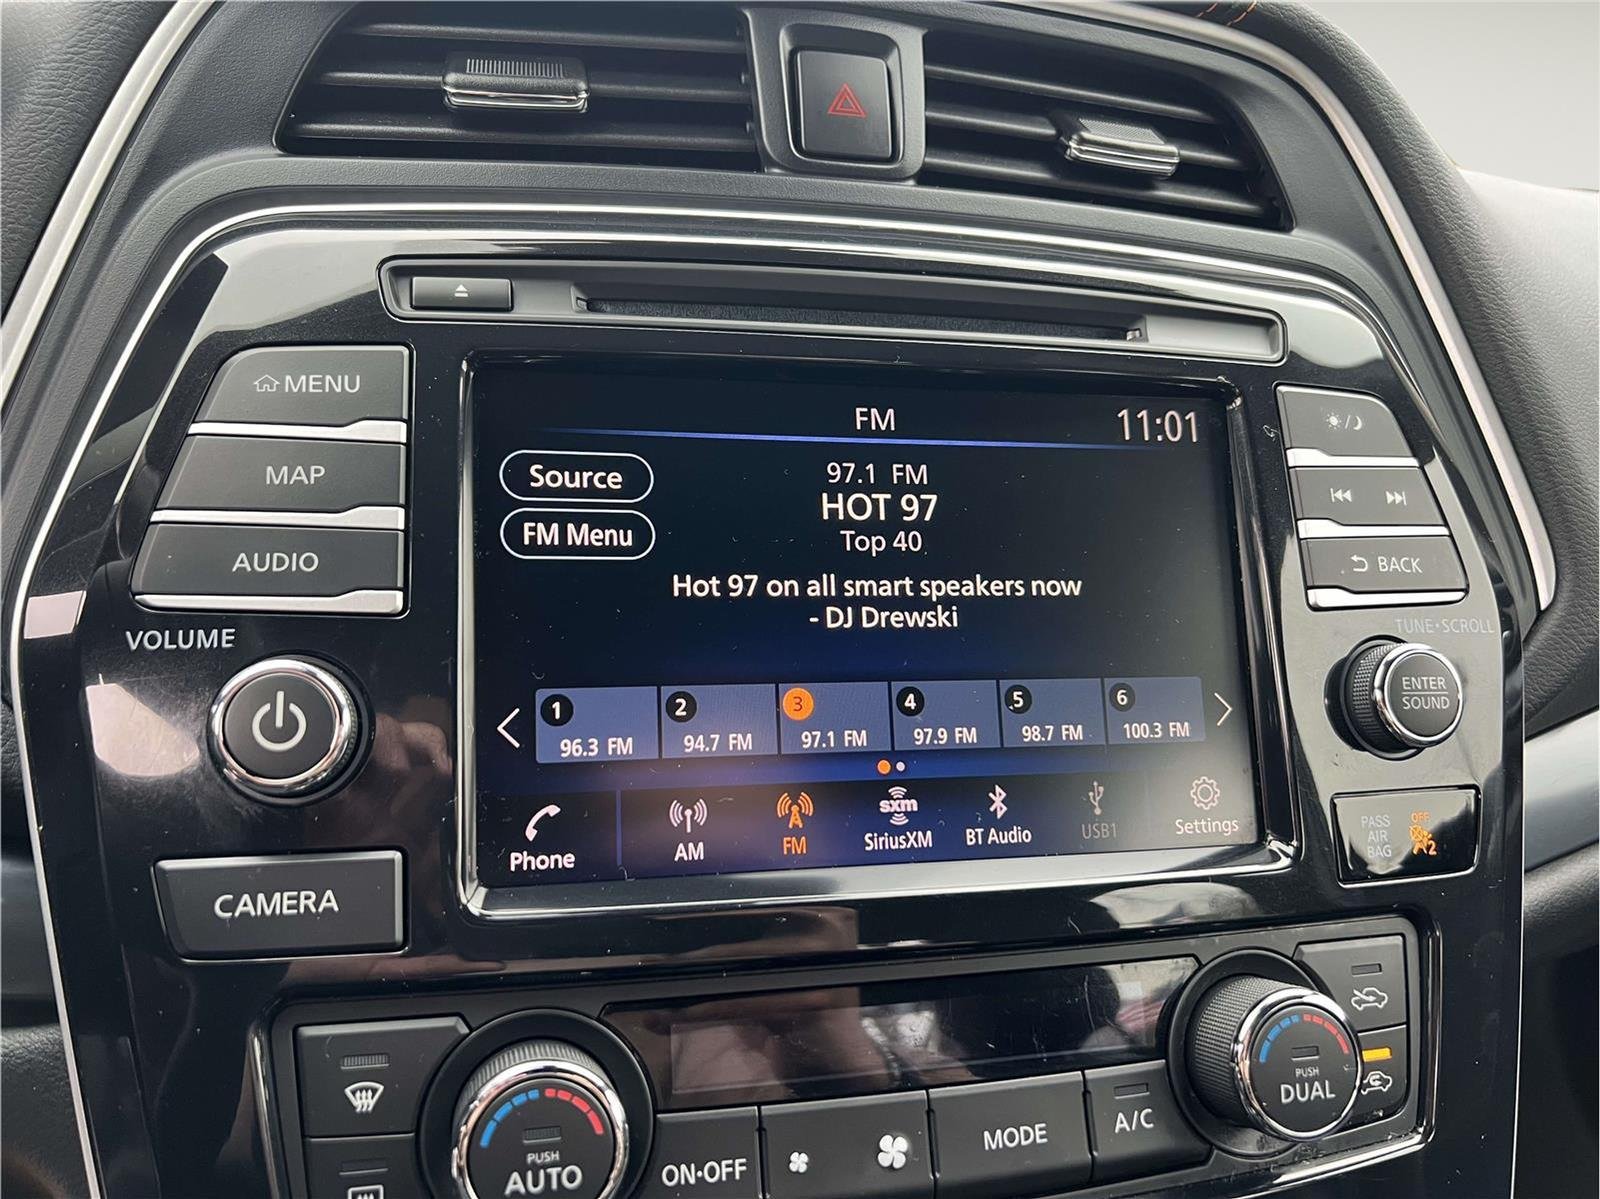 MENU
MAP
AUDIO
VOLUME
CAMERA
FM
11:01
Source
FM Menu
97.1 FM
HOT 97
Top 40
Hot 97 on all smart speakers now
- DJ Drewski
1 2 3 4 5 6
96.3 FM 94.7 FM 97.1 FM 97.9 FM 98.7 FM 100.3 FM
Phone
AM
FM
sxm
SiriusXM
BT Audio
USB1
Settings
BACK
TUNE•SCROLL
ENTER
SOUND
PASS
AIR
BAG
OFF
2
PUSH
AUTO
ON•OFF
MODE
A/C
PUSH
DUAL